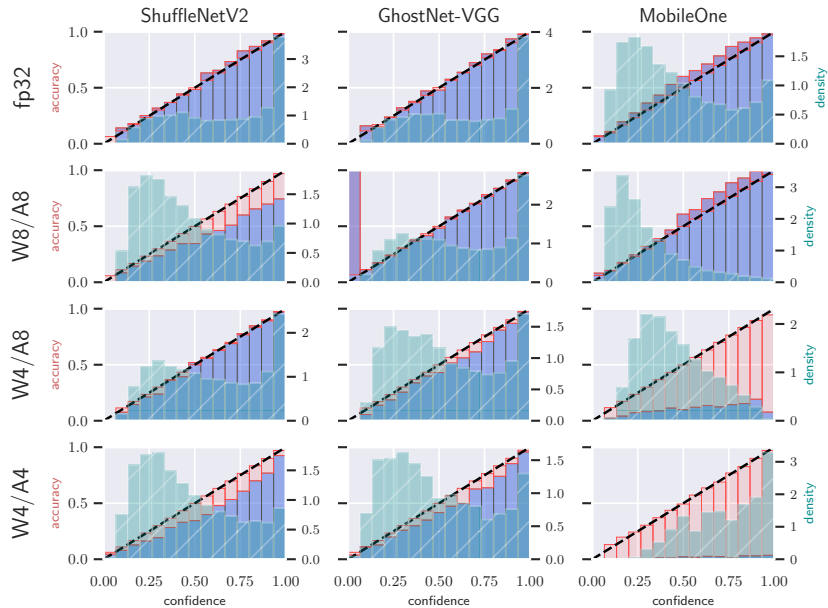 ShuffleNetV2 GhostNet-VGG MobileOne
fp32 accuracy 1.0 0.5 0.0 3 2 1 0 4 2 0 1.5 1.0 0.5 0.0 density
W8/A8 accuracy 1.0 0.5 0.0 1.5 1.0 0.5 0.0 2 1 0 3 2 1 0 density
W4/A8 accuracy 1.0 0.5 0.0 2 1 0 1.5 1.0 0.5 0.0 2 1 0 density
W4/A4 accuracy 1.0 0.5 0.0 1.5 1.0 0.5 0.0 1.5 1.0 0.5 0.0 3 2 1 0 density
0.00 0.25 0.50 0.75 1.00 0.00 0.25 0.50 0.75 1.00 0.00 0.25 0.50 0.75 1.00
confidence confidence confidence